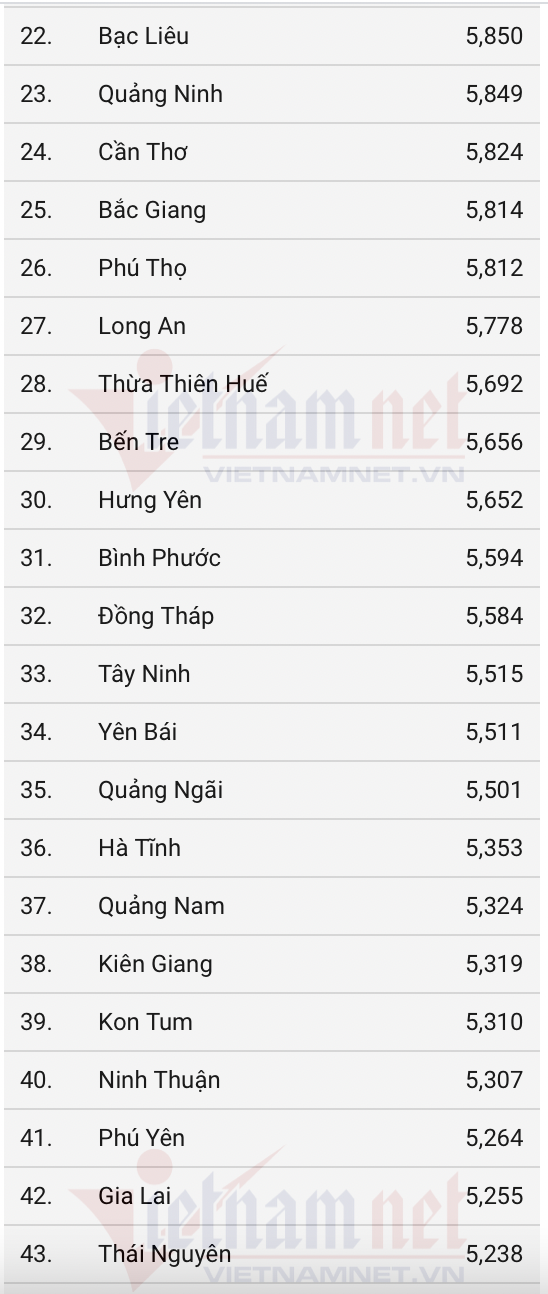 22. Bạc Liêu 5,850
23. Quảng Ninh 5,849
24. Cần Thơ 5,824
25. Bắc Giang 5,814
26. Phú Thọ 5,812
27. Long An 5,778
28. Thừa Thiên Huế 5,692
29. Bến Tre 5,656
vietnamnet
VIETNAMNET.VN
30. Hưng Yên 5,652
31. Bình Phước 5,594
32. Đồng Tháp 5,584
33. Tây Ninh 5,515
34. Yên Bái 5,511
35. Quảng Ngãi 5,501
36. Hà Tĩnh 5,353
37. Quảng Nam 5,324
38. Kiên Giang 5,319
39. Kon Tum 5,310
40. Ninh Thuận 5,307
41. Phú Yên 5,264
42. Gia Lai 5,255
vietnamnet
43. Thái Nguyên 5,238
VIETNAMNET.VN